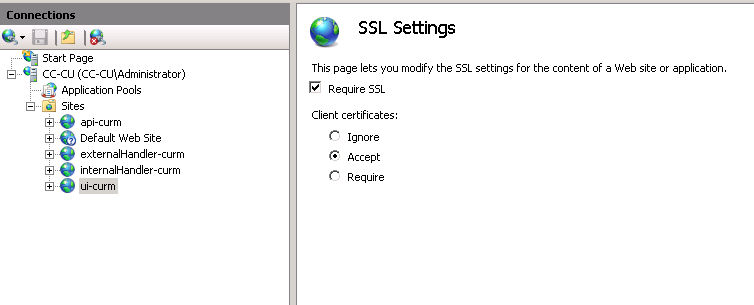 Connections
Start Page
CC-CU (CC-CU\Administrator)
Application Pools
Sites
api-curm
Default Web Site
externalHandler-curm
internalHandler-curm
ui-curm
SSL Settings
This page lets you modify the SSL settings for the content of a Web site or application.
Require SSL
Client certificates:
Ignore
Accept
Require